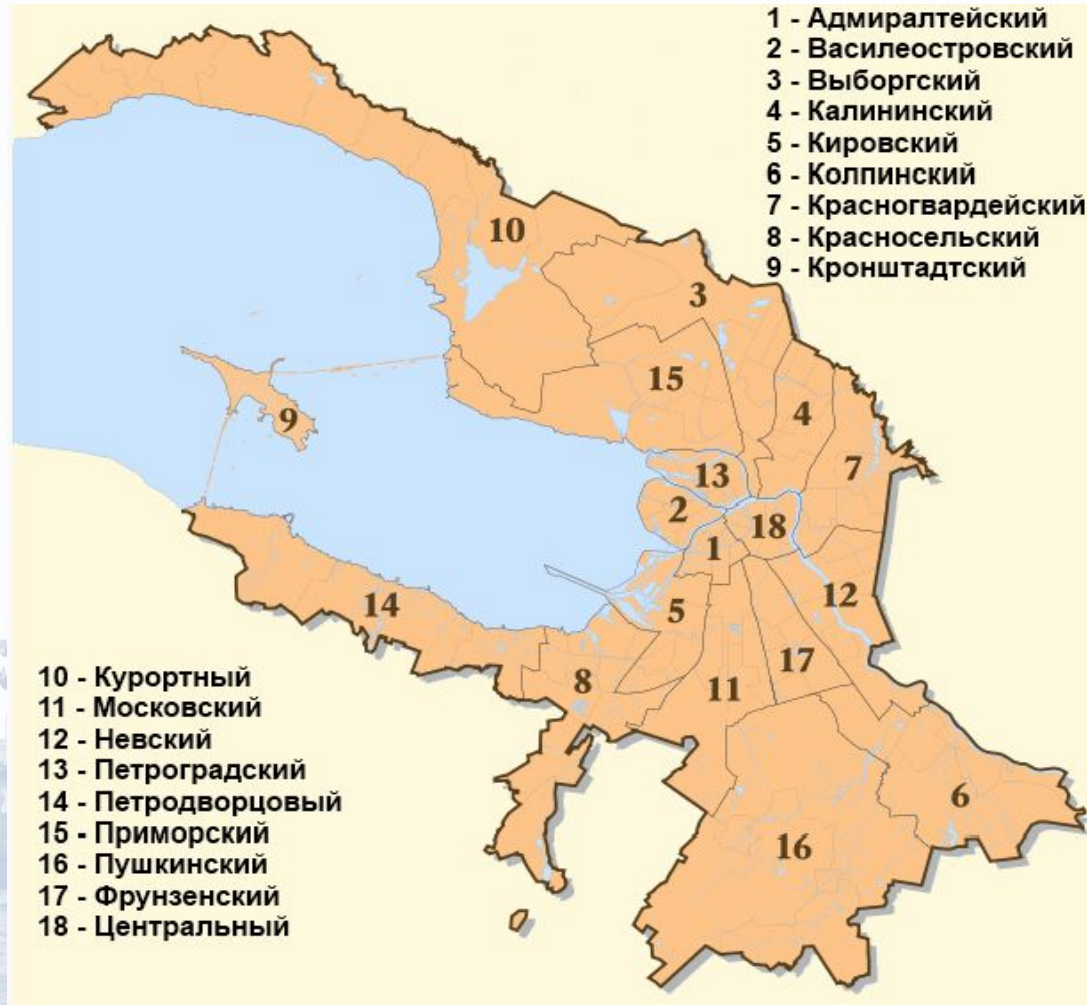 1 - Адмиралтейский
2 - Василеостровский
3 - Выборгский
4 - Калининский
5 - Кировский
6 - Колпинский
7 - Красногвардейский
8 - Красносельский
9 - Кронштадтский
10
3
15
4
9
7
13
2
18
1
14
5
12
17
8
11
6
16
10 - Курортный
11 - Московский
12 - Невский
13 - Петроградский
14 - Петродворцовый
15 - Приморский
16 - Пушкинский
17 - Фрунзенский
18 - Центральный